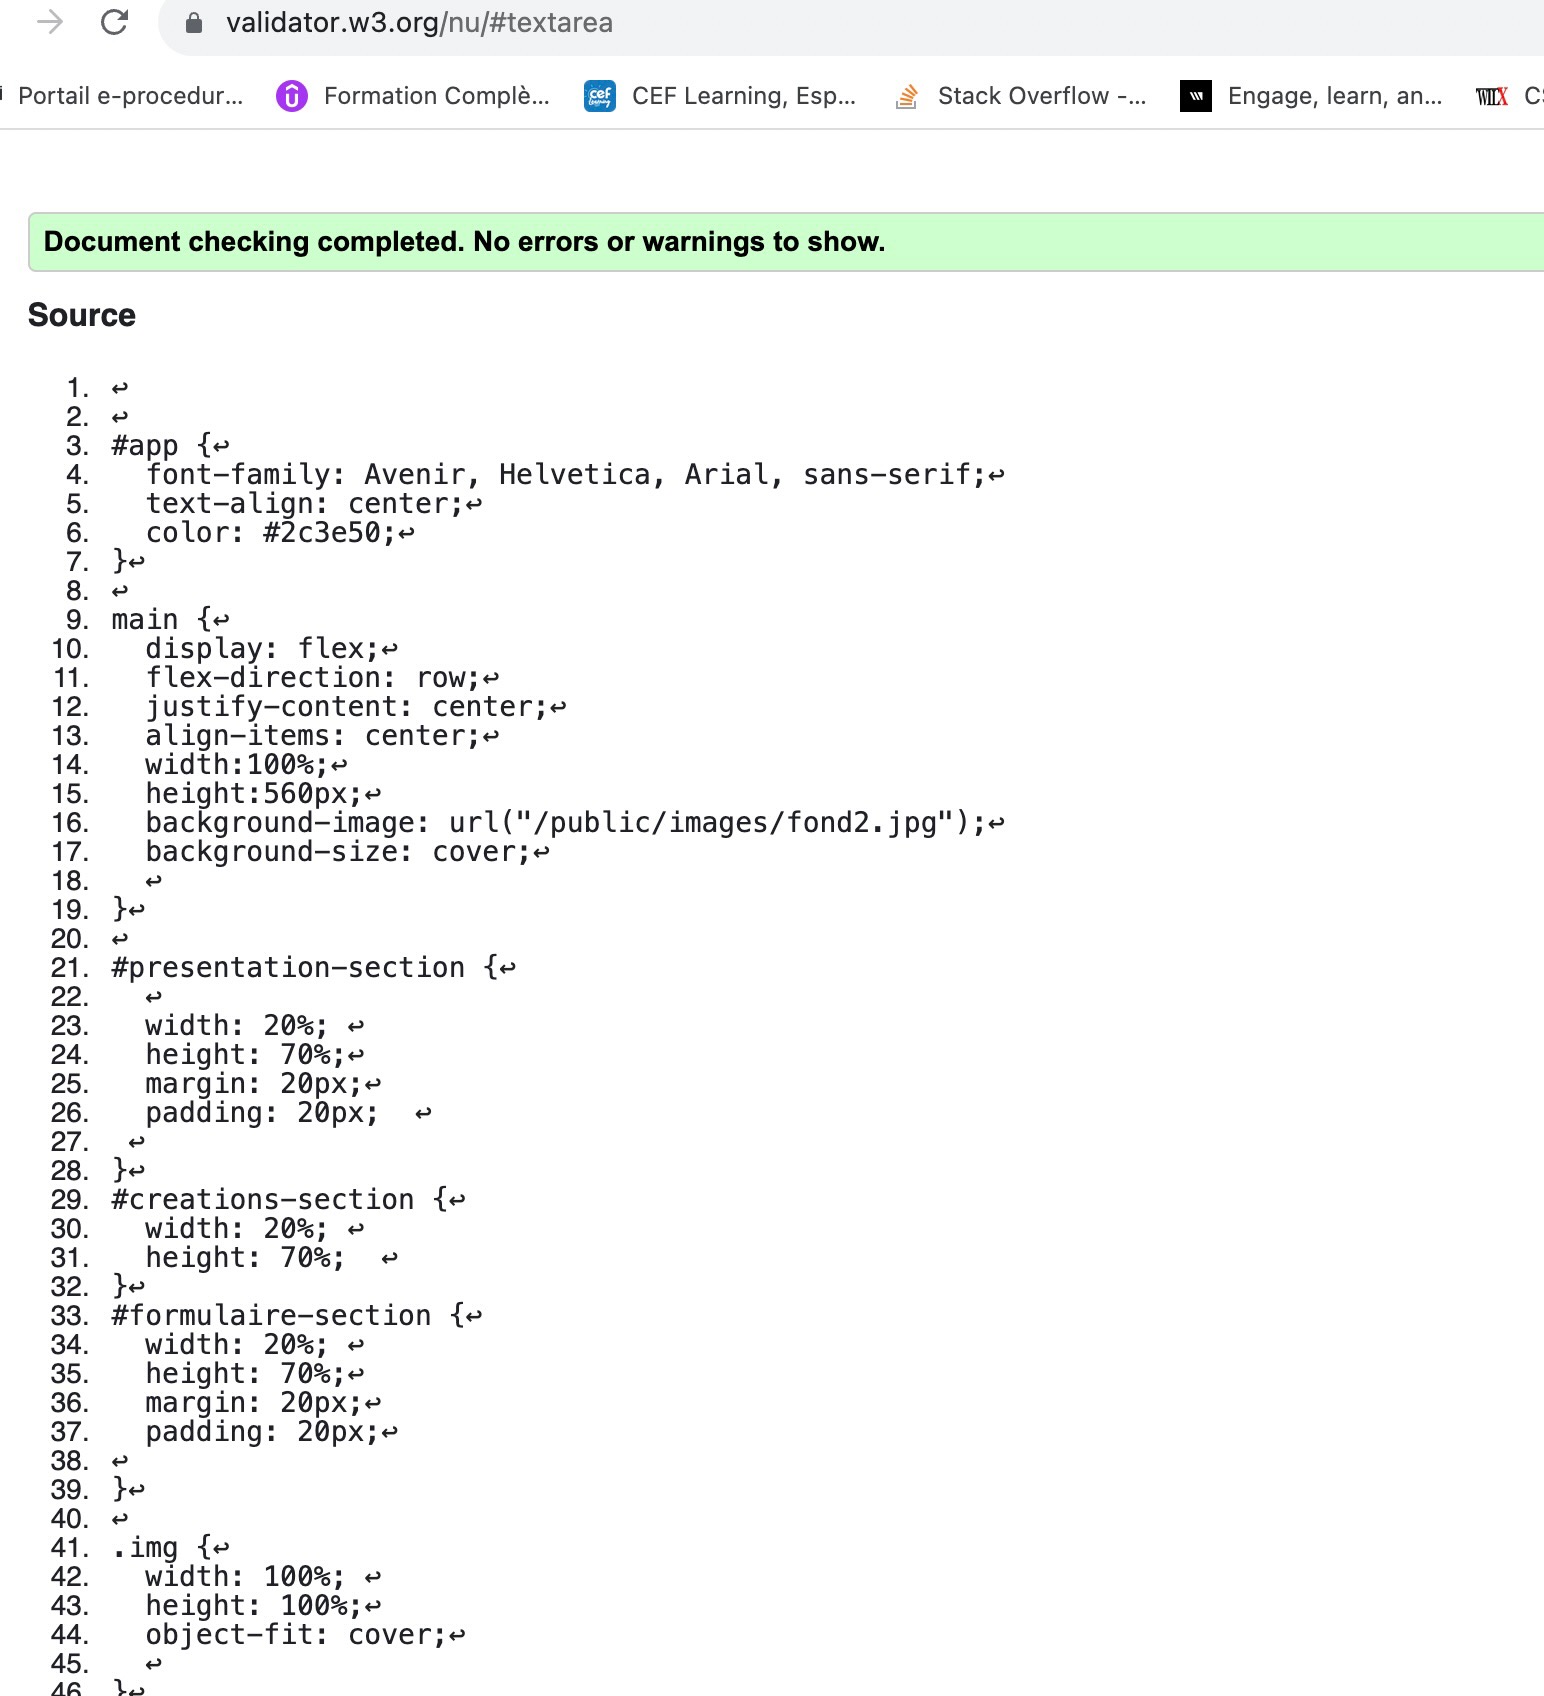 validator.w3.org/nu/#textarea
Portail e-procedur... Formation Complè... cef learning CEF Learning, Esp... Stack Overflow -... W Engage, learn, an... WIX
Document checking completed. No errors or warnings to show.
Source
1. ↩
2. ↩
3. #app {↩
4.   font-family: Avenir, Helvetica, Arial, sans-serif;↩
5.   text-align: center;↩
6.   color: #2c3e50;↩
7. }↩
8. ↩
9. main {↩
10.   display: flex;↩
11.   flex-direction: row;↩
12.   justify-content: center;↩
13.   align-items: center;↩
14.   width:100%;↩
15.   height:560px;↩
16.   background-image: url("/public/images/fond2.jpg");↩
17.   background-size: cover;↩
18.   ↩
19. }↩
20. ↩
21. #presentation-section {↩
22.   ↩
23.   width: 20%; ↩
24.   height: 70%;↩
25.   margin: 20px;↩
26.   padding: 20px;  ↩
27.  ↩
28. }↩
29. #creations-section {↩
30.   width: 20%; ↩
31.   height: 70%;  ↩
32. }↩
33. #formulaire-section {↩
34.   width: 20%; ↩
35.   height: 70%;↩
36.   margin: 20px;↩
37.   padding: 20px;↩
38. ↩
39. }↩
40. ↩
41. .img {↩
42.   width: 100%; ↩
43.   height: 100%;↩
44.   object-fit: cover;↩
45.   ↩
46. }↩